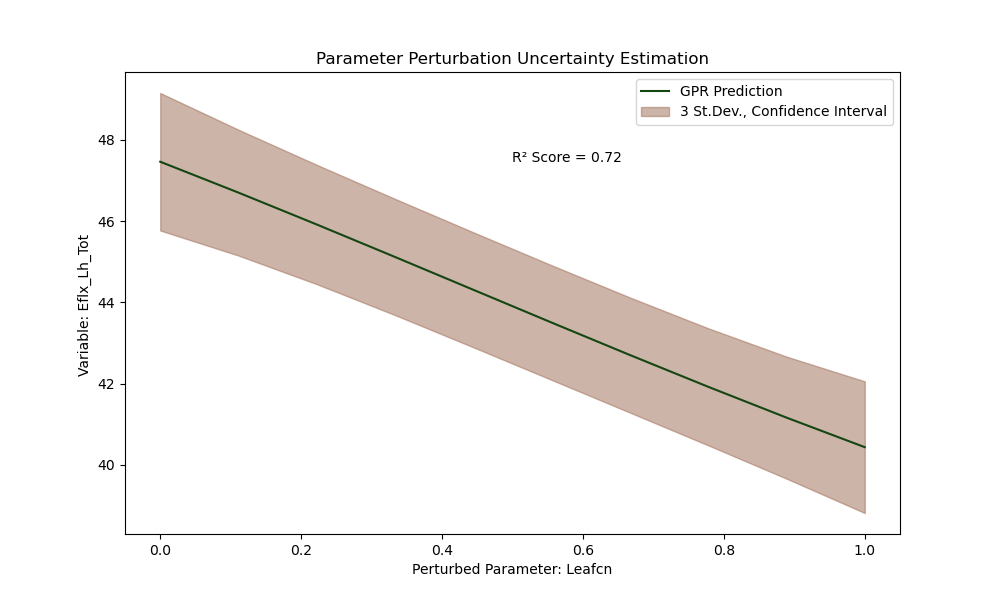 Parameter Perturbation Uncertainty Estimation
GPR Prediction
3 St.Dev., Confidence Interval
R² Score = 0.72
Variable: Eflx_Lh_Tot
48
46
44
42
40
0.0 0.2 0.4 0.6 0.8 1.0
Perturbed Parameter: Leafcn